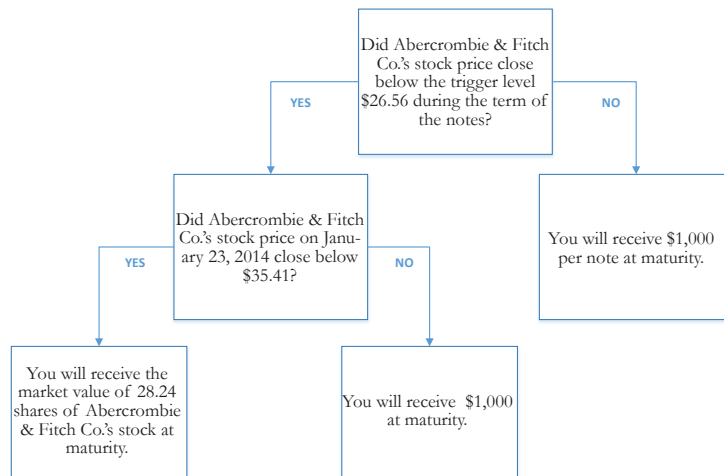 Did Abercrombie & Fitch
Co.'s stock price close
below the trigger level
$26.56 during the term of
the notes?
YES
NO
Did Abercrombie & Fitch
Co.'s stock price on Janu-
ary 23, 2014 close below
$35.41?
You will receive $1,000
per note at maturity.
YES
NO
You will receive the
market value of 28.24
shares of Abercrombie
& Fitch Co.'s stock at
maturity.
You will receive $1,000
at maturity.